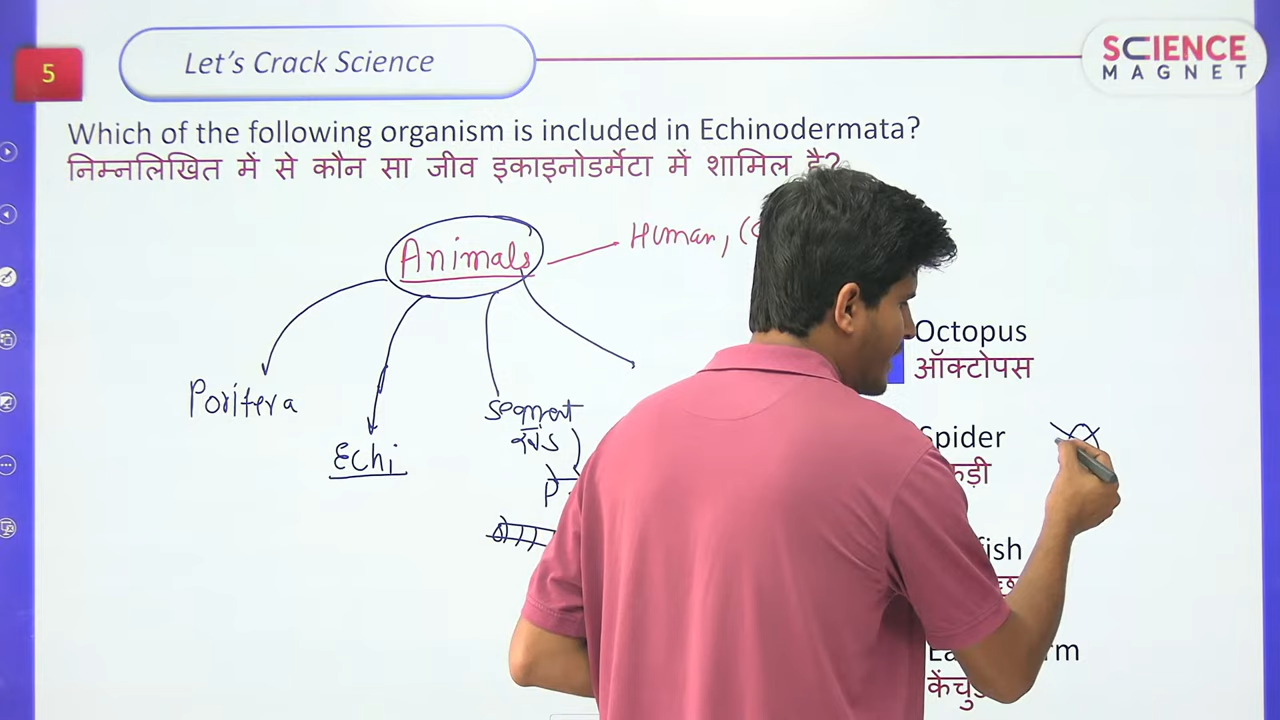 5
Let's Crack Science
SCIENCE
MAGNET
Which of the following organism is included in Echinodermata?
निम्नलिखित में से कौन सा जीव इकाइनोडर्मेटा में शामिल है?
Animals
Human,
Octopus
ऑक्टोपस
Porifera
Segment
खंड
Spider
Echi
P